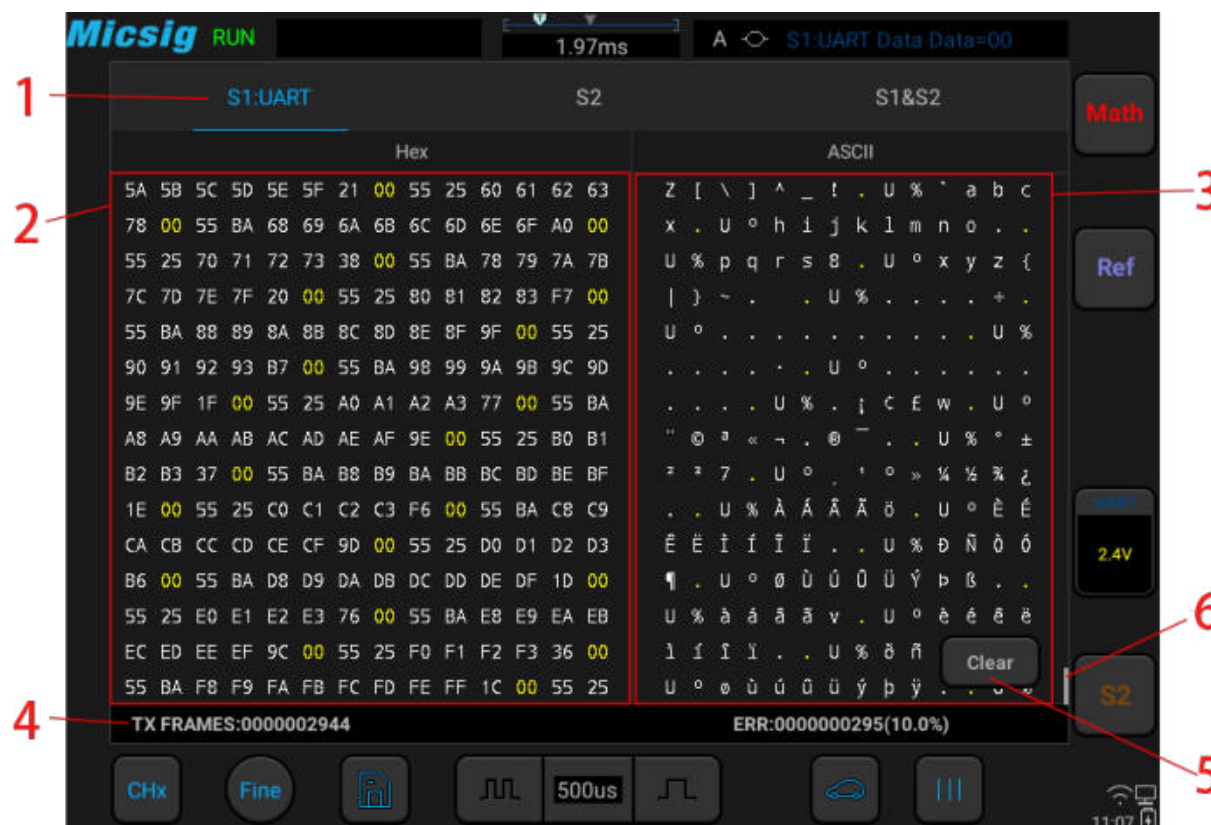 Micsig RUN 1.97ms A S1:UART Data Data=00
1 S1:UART S2 S1&S2 Math
Hex ASCII
2 3
5A 5B 5C 5D 5E 5F 21 00 55 25 60 61 62 63 Z [ \ ] ^ _ ! . U % ` a b c
78 00 55 BA 68 69 6A 6B 6C 6D 6E 6F A0 00 x . U º h i j k l m n o . .
55 25 70 71 72 73 38 00 55 BA 78 79 7A 7B U % p q r s 8 . U º x y z {
Ref
7C 7D 7E 7F 20 00 55 25 80 81 82 83 F7 00 | } ~ . . U % . . . . ÷ .
55 BA 88 89 8A 8B 8C 8D 8E 8F 9F 00 55 25 U º . . . . . . . . . . U %
90 91 92 93 B7 00 55 BA 98 99 9A 9B 9C 9D . . . . · . U º . . . . . .
9E 9F 1F 00 55 25 A0 A1 A2 A3 77 00 55 BA . . . . U % . ¡ ¢ £ w . U º
A8 A9 AA AB AC AD AE AF 9E 00 55 25 B0 B1 ¨ © ª « ¬ . ® ¯ . . U % ° ±
B2 B3 37 00 55 BA B8 B9 BA BB BC BD BE BF ² ³ 7 . U º ¸ ¹ º » ¼ ½ ¾ ¿
1E 00 55 25 C0 C1 C2 C3 F6 00 55 BA C8 C9 . . U % À Á Â Ã ö . U º È É
CA CB CC CD CE CF 9D 00 55 25 D0 D1 D2 D3 Ê Ë Ì Í Î Ï . . U % Ð Ñ Ò Ó
2.4V
B6 00 55 BA D8 D9 DA DB DC DD DE DF 1D 00 ¶ . U º Ø Ù Ú Û Ü Ý Þ ß . .
55 25 E0 E1 E2 E3 76 00 55 BA E8 E9 EA EB U % à á â ã v . U º è é ê ë
6
EC ED EE EF 9C 00 55 25 F0 F1 F2 F3 36 00 ì í î ï . . U % ð ñ
Clear
55 BA F8 F9 FA FB FC FD FE FF 1C 00 55 25 U º ø ù ú û ü ý þ ÿ
S2
4 TX FRAMES:0000002944 ERR:0000000295(10.0%)
5
CHx Fine 500us
11:07